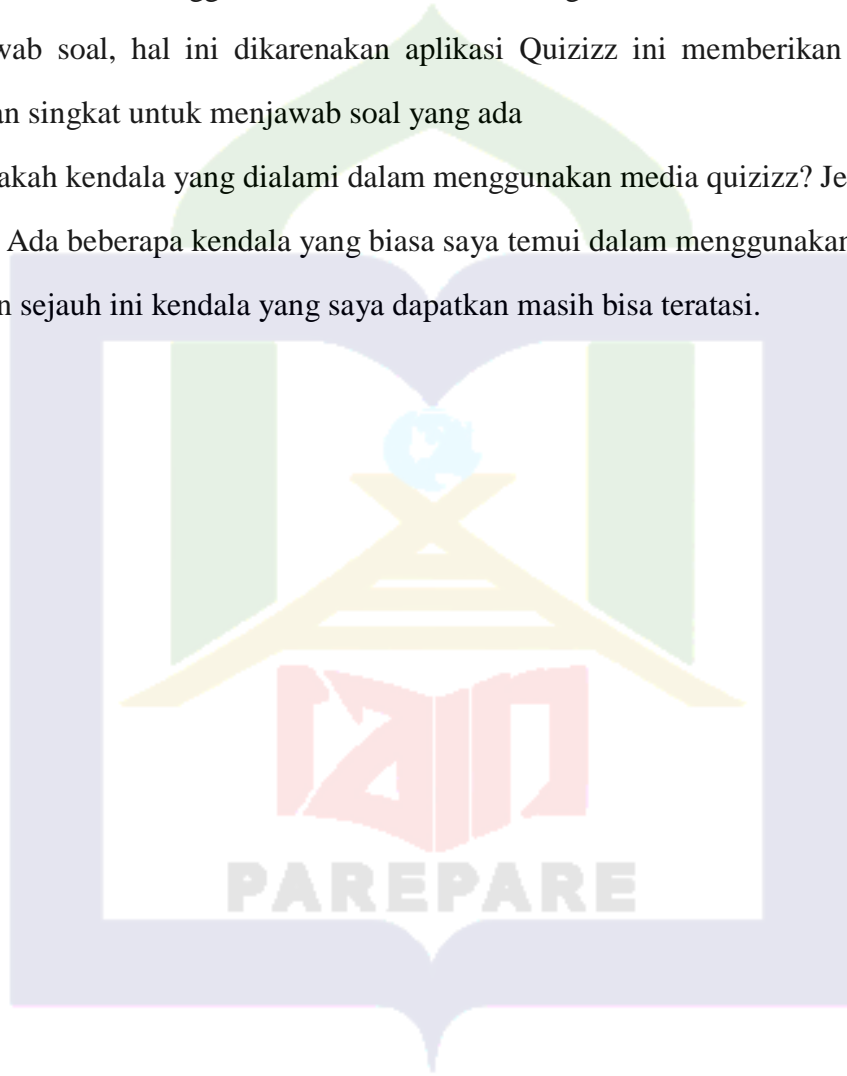 wab soal, hal ini dikarenakan aplikasi Quizizz ini memberikan
an singkat untuk menjawab soal yang ada
akah kendala yang dialami dalam menggunakan media quizizz? Je
Ada beberapa kendala yang biasa saya temui dalam menggunakan
n sejauh ini kendala yang saya dapatkan masih bisa teratasi.
PAREPARE